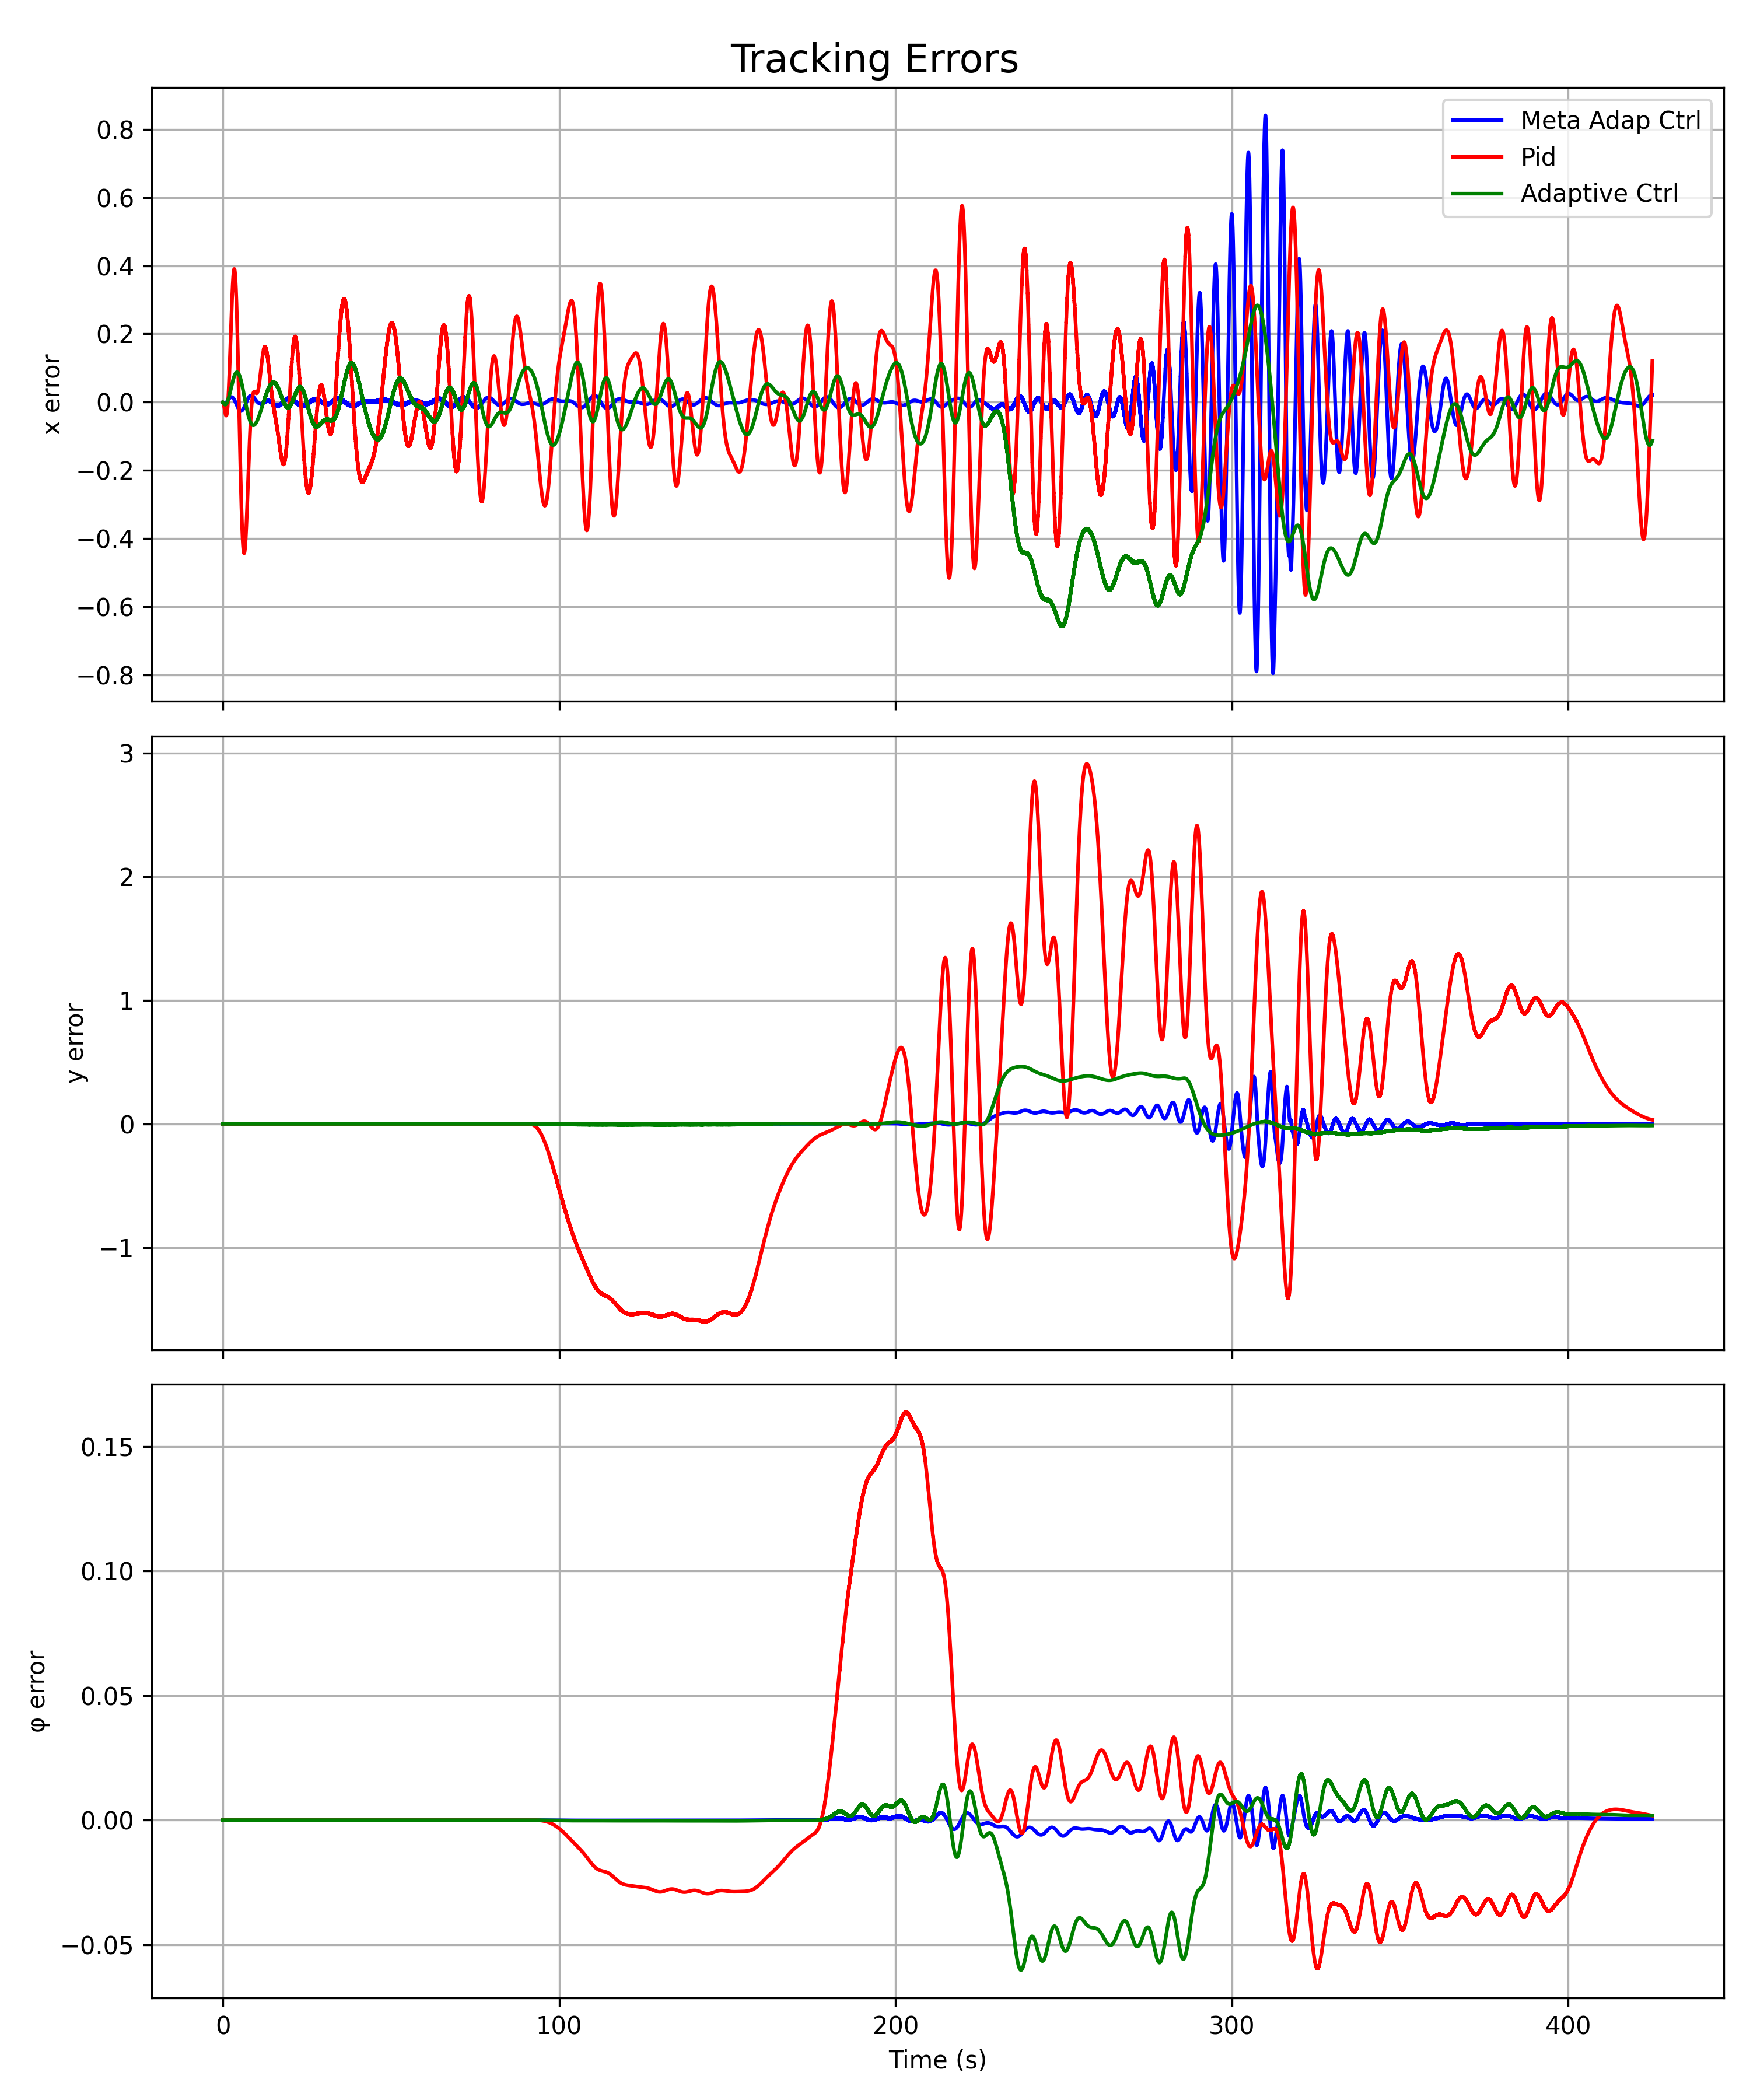 Tracking Errors
Meta Adap Ctrl
Pid
Adaptive Ctrl
x error
0.8
0.6
0.4
0.2
0.0
−0.2
−0.4
−0.6
−0.8
y error
3
2
1
0
−1
φ error
0.15
0.10
0.05
0.00
−0.05
0 100 200 300 400
Time (s)